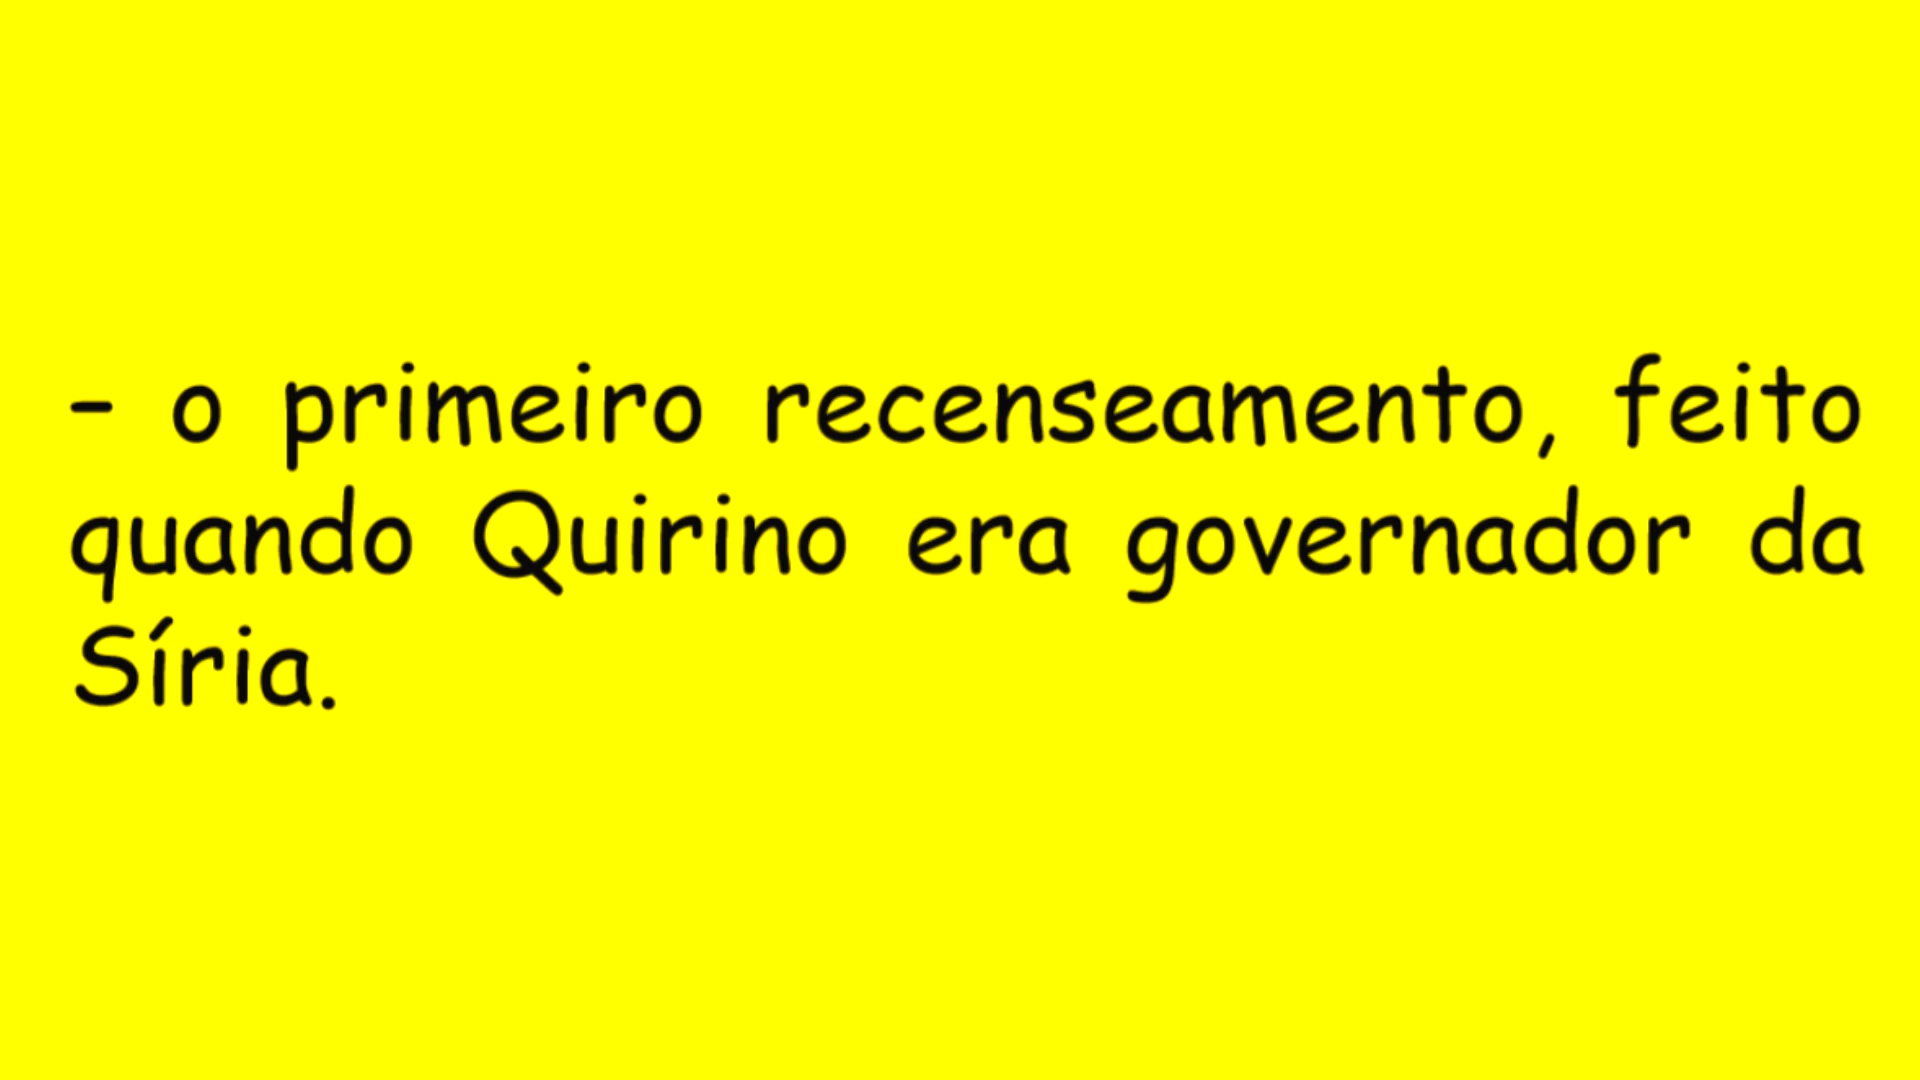 - o primeiro recenseamento, feito
quando Quirino era governador da
Síria.